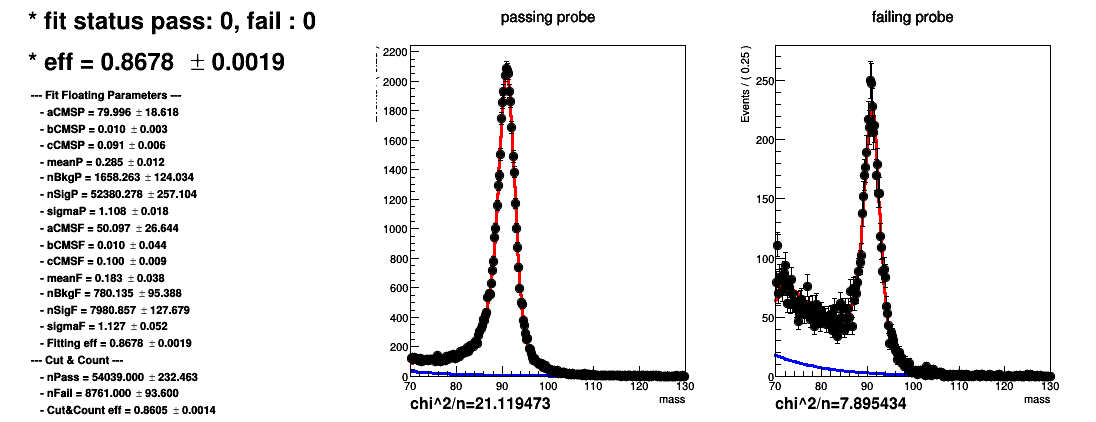 * fit status pass: 0, fail : 0
* eff = 0.8678 ± 0.0019
--- Fit Floating Parameters ---
- aCMSP = 79.996 ± 18.618
- bCMSP = 0.010 ± 0.003
- cCMSP = 0.091 ± 0.006
- meanP = 0.285 ± 0.012
- nBkgP = 1658.263 ± 124.034
- nSigP = 52380.278 ± 257.104
- sigmaP = 1.108 ± 0.018
- aCMSF = 50.097 ± 26.644
- bCMSF = 0.010 ± 0.044
- cCMSF = 0.100 ± 0.009
- meanF = 0.183 ± 0.038
- nBkgF = 780.135 ± 95.388
- nSigF = 7980.857 ± 127.679
- sigmaF = 1.127 ± 0.052
- Fitting eff = 0.8678 ± 0.0019
--- Cut & Count ---
- nPass = 54039.000 ± 232.463
- nFail = 8761.000 ± 93.600
- Cut&Count eff = 0.8605 ± 0.0014
passing probe
2200
2000
1800
1600
1400
1200
1000
800
600
400
200
0
70 80 90 100 110 120 130
mass
chi^2/n=21.119473
failing probe
Events / ( 0.25 )
250
200
150
100
50
0
70 80 90 100 110 120 130
mass
chi^2/n=7.895434